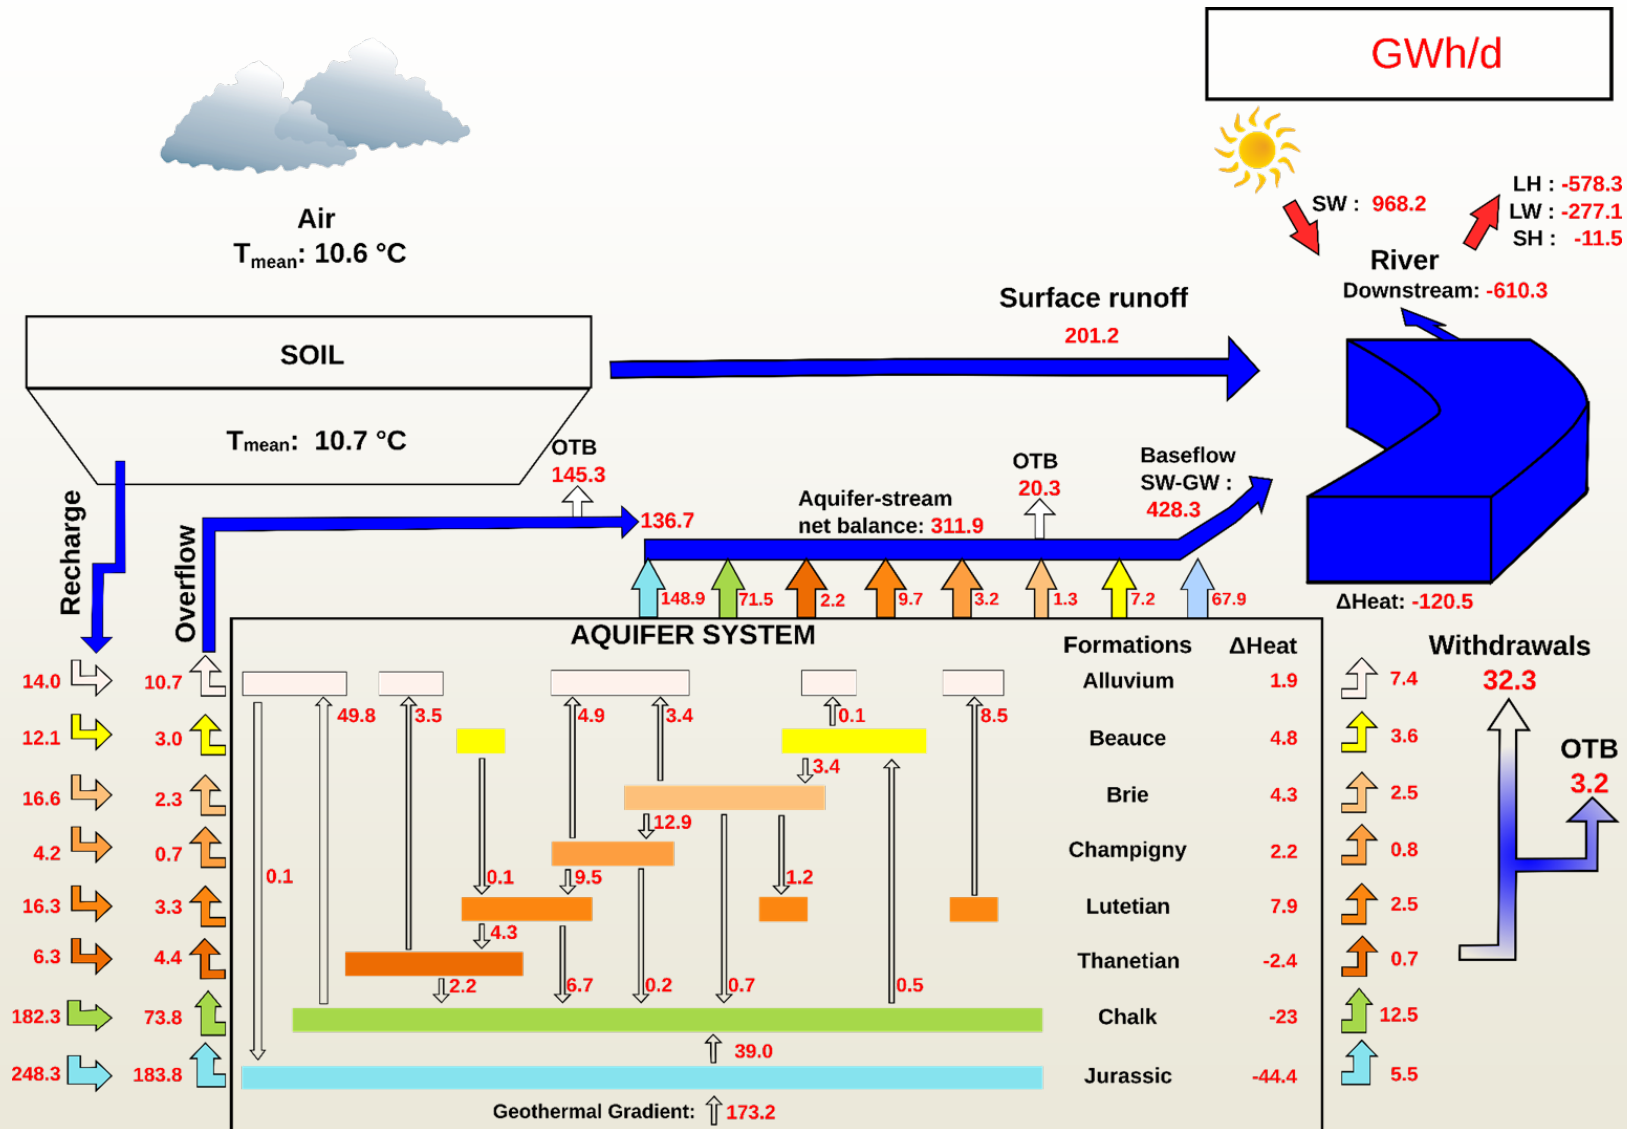 GWh/d
SW : 968.2
LH : -578.3
LW : -277.1
SH : -11.5
Air
Tmean: 10.6 °C
River
Downstream: -610.3
Surface runoff
201.2
SOIL
Tmean: 10.7 °C
OTB
145.3
136.7
Aquifer-stream
net balance: 311.9
OTB
20.3
Baseflow
SW-GW :
428.3
Recharge
Overflow
148.9 71.5 2.2 9.7 3.2 1.3 7.2 67.9
ΔHeat: -120.5
AQUIFER SYSTEM
Formations ΔHeat
Withdrawals
32.3
OTB
3.2
14.0 10.7 Alluvium 1.9 7.4
49.8 3.5 4.9 3.4 0.1 8.5
12.1 3.0 Beauce 4.8 3.6
3.4
16.6 2.3 Brie 4.3 2.5
12.9
4.2 0.7 Champigny 2.2 0.8
0.1 0.1 9.5 1.2
16.3 3.3 Lutetian 7.9 2.5
4.3
6.3 4.4 Thanetian -2.4 0.7
2.2 6.7 0.2 0.7 0.5
182.3 73.8 Chalk -23 12.5
39.0
248.3 183.8 Jurassic -44.4 5.5
Geothermal Gradient: 173.2